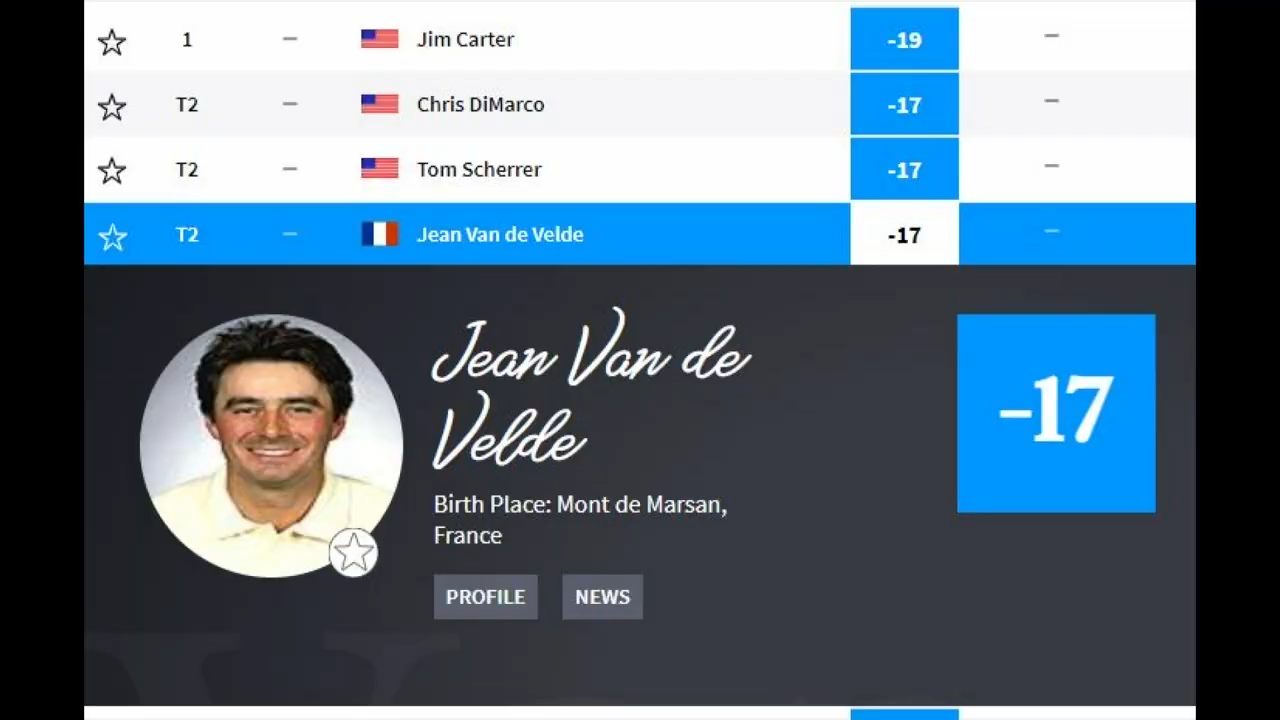 1 – Jim Carter -19 –
T2 – Chris DiMarco -17 –
T2 – Tom Scherrer -17 –
T2 – Jean Van de Velde -17 –
Jean Van de
Velde
-17
Birth Place: Mont de Marsan,
France
PROFILE NEWS